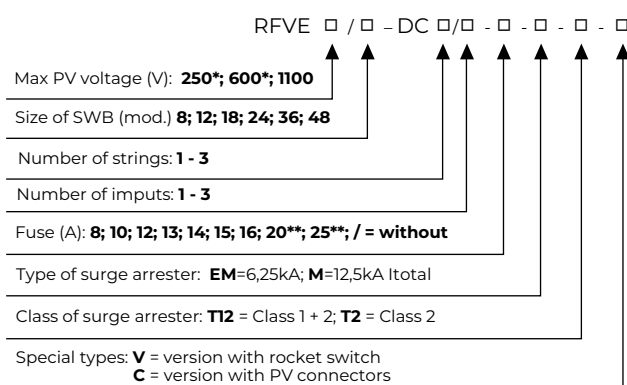 RFVE □ / □ – DC □/□ - □ - □ - □ - □
Max PV voltage (V): 250*; 600*; 1100
Size of SWB (mod.) 8; 12; 18; 24; 36; 48
Number of strings: 1 - 3
Number of imputs: 1 - 3
Fuse (A): 8; 10; 12; 13; 14; 15; 16; 20**; 25**; / = without
Type of surge arrester: EM=6,25kA; M=12,5kA Itotal
Class of surge arrester: T12 = Class 1 + 2; T2 = Class 2
Special types: V = version with rocket switch
C = version with PV connectors